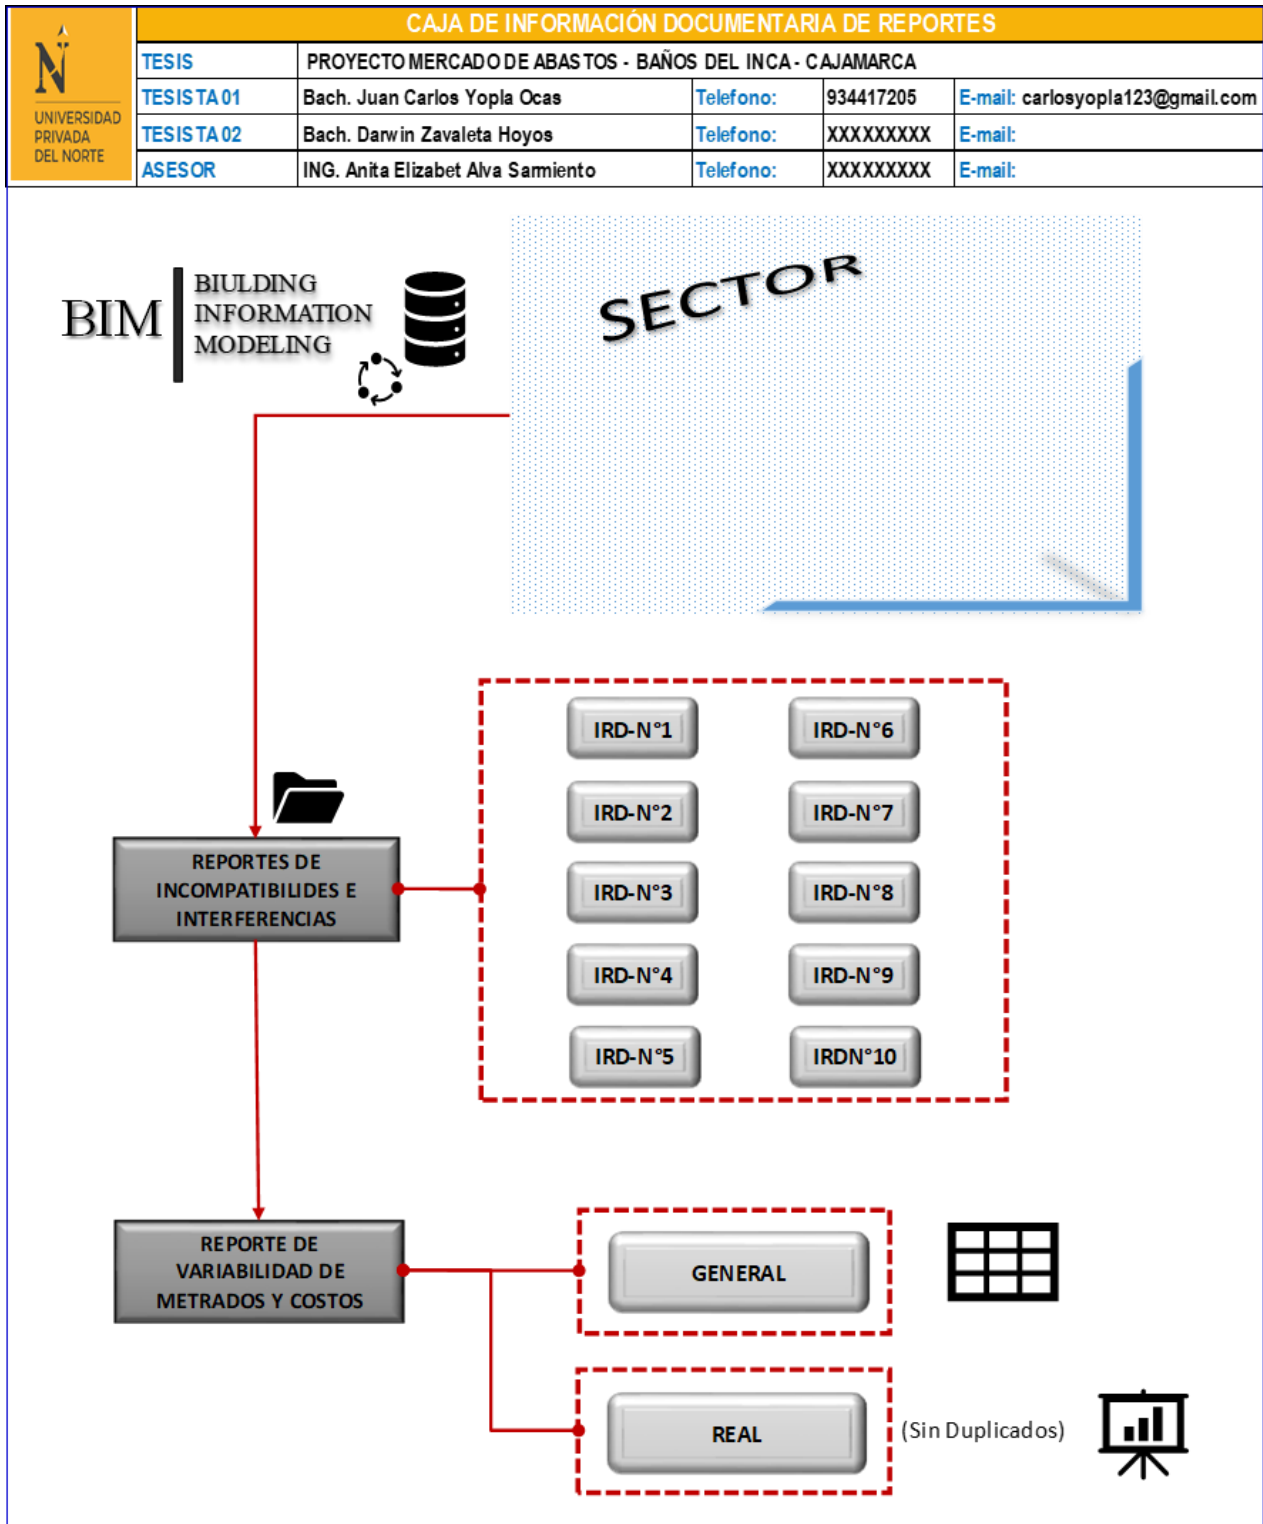 CAJA DE INFORMACIÓN DOCUMENTARIA DE REPORTES
N
UNIVERSIDAD
PRIVADA
DEL NORTE
TESIS PROYECTO MERCADO DE ABASTOS - BAÑOS DEL INCA - CAJAMARCA
TESISTA 01 Bach. Juan Carlos Yopla Ocas Telefono: 934417205 E-mail: carlosyopla123@gmail.com
TESISTA 02 Bach. Darwin Zavaleta Hoyos Telefono: XXXXXXXXX E-mail:
ASESOR ING. Anita Elizabet Alva Sarmiento Telefono: XXXXXXXXX E-mail:
BIM
BIULDING
INFORMATION
MODELING
SECTOR
IRD-N°1 IRD-N°6
IRD-N°2 IRD-N°7
IRD-N°3 IRD-N°8
IRD-N°4 IRD-N°9
IRD-N°5 IRDN°10
REPORTES DE
INCOMPATIBILIDES E
INTERFERENCIAS
REPORTE DE
VARIABILIDAD DE
METRADOS Y COSTOS
GENERAL
REAL (Sin Duplicados)